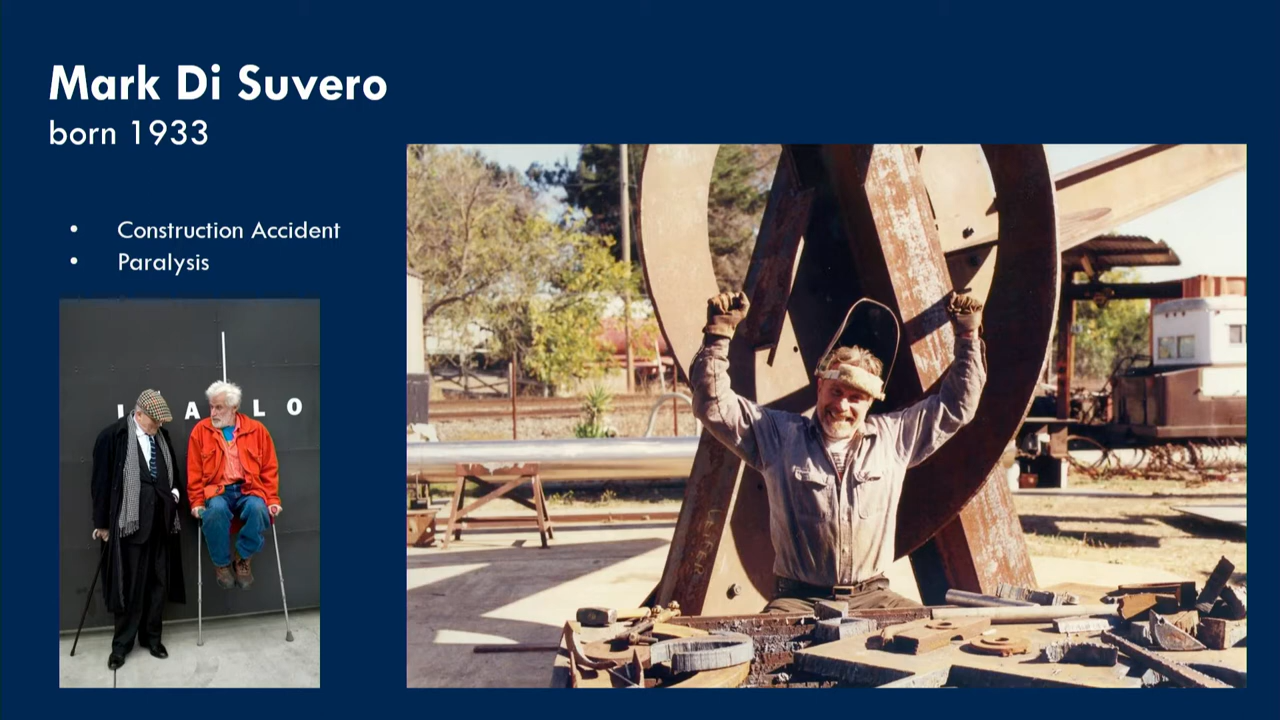 Mark Di Suvero
born 1933
• Construction Accident
• Paralysis